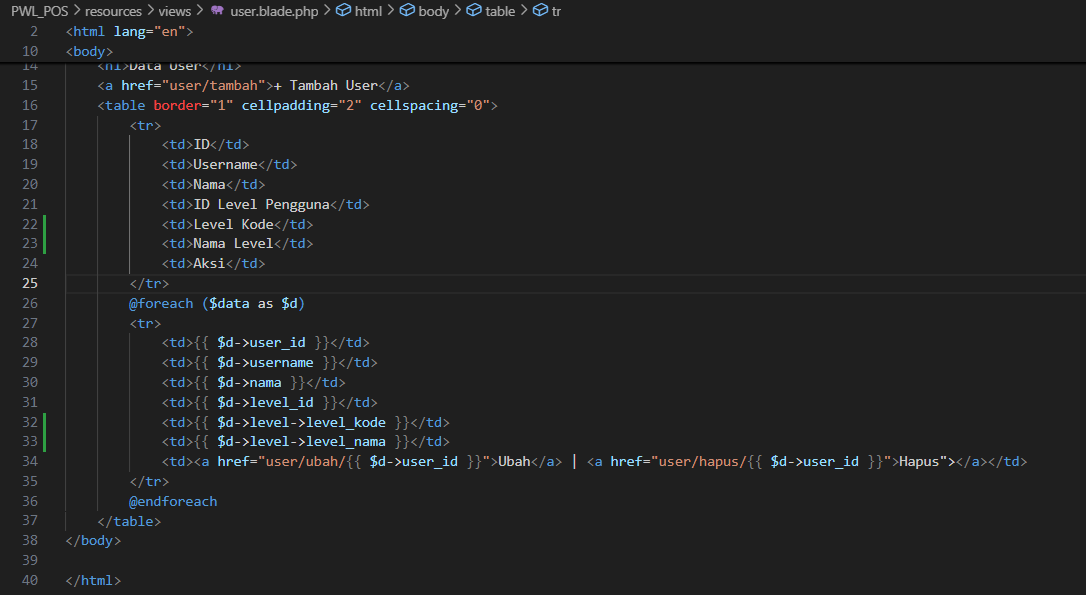 PWL_POS > resources > views > user.blade.php > html > body > table > tr
2 <html lang="en">
10 <body>
14 <h1>Data User</h1>
15 <a href="user/tambah">+ Tambah User</a>
16 <table border="1" cellpadding="2" cellspacing="0">
17 <tr>
18 <td>ID</td>
19 <td>Username</td>
20 <td>Nama</td>
21 <td>ID Level Pengguna</td>
22 <td>Level Kode</td>
23 <td>Nama Level</td>
24 <td>Aksi</td>
25 </tr>
26 @foreach ($data as $d)
27 <tr>
28 <td>{{ $d->user_id }}</td>
29 <td>{{ $d->username }}</td>
30 <td>{{ $d->nama }}</td>
31 <td>{{ $d->level_id }}</td>
32 <td>{{ $d->level->level_kode }}</td>
33 <td>{{ $d->level->level_nama }}</td>
34 <td><a href="user/ubah/{{ $d->user_id }}">Ubah</a> | <a href="user/hapus/{{ $d->user_id }}">Hapus"></a></td>
35 </tr>
36 @endforeach
37 </table>
38 </body>
39
40 </html>